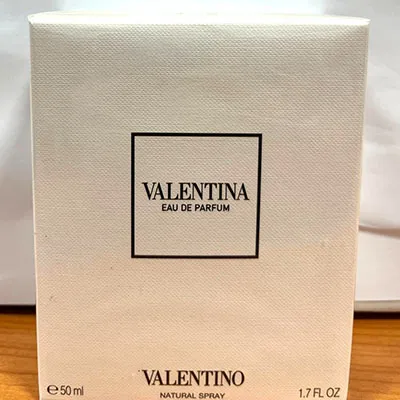 VALENTINA
EAU DE PARFUM
VALENTINO
e 50 ml NATURAL SPRAY 1.7 FL OZ